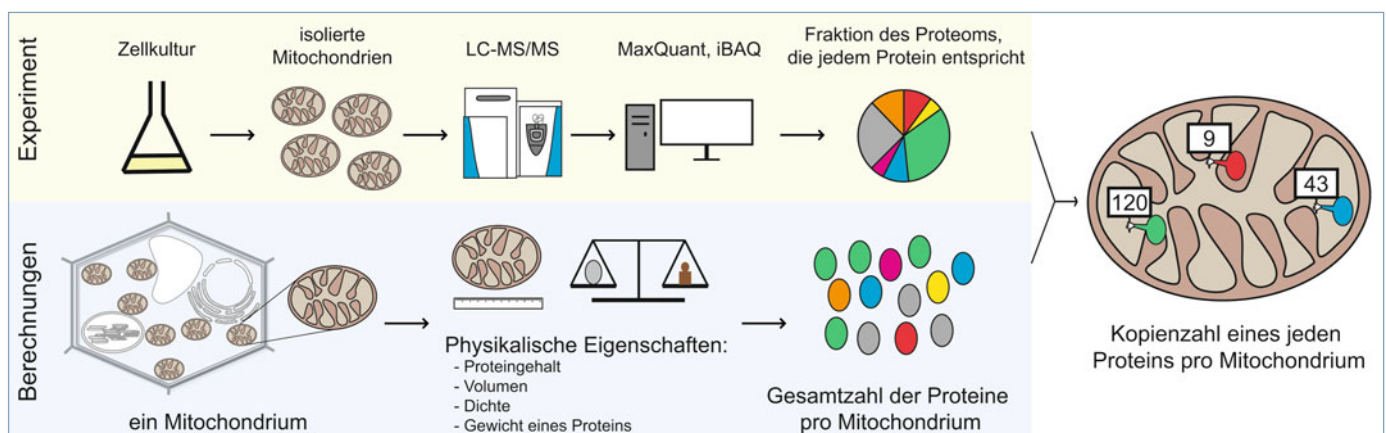 Experiment
Zellkultur
isolierte
Mitochondrien
LC-MS/MS
MaxQuant, iBAQ
Fraktion des Proteoms,
die jedem Protein entspricht
Berechnungen
ein Mitochondrium
Physikalische Eigenschaften:
- Proteingehalt
- Volumen
- Dichte
- Gewicht eines Proteins
Gesamtzahl der Proteine
pro Mitochondrium
9
43
120
Kopienzahl eines jeden
Proteins pro Mitochondrium